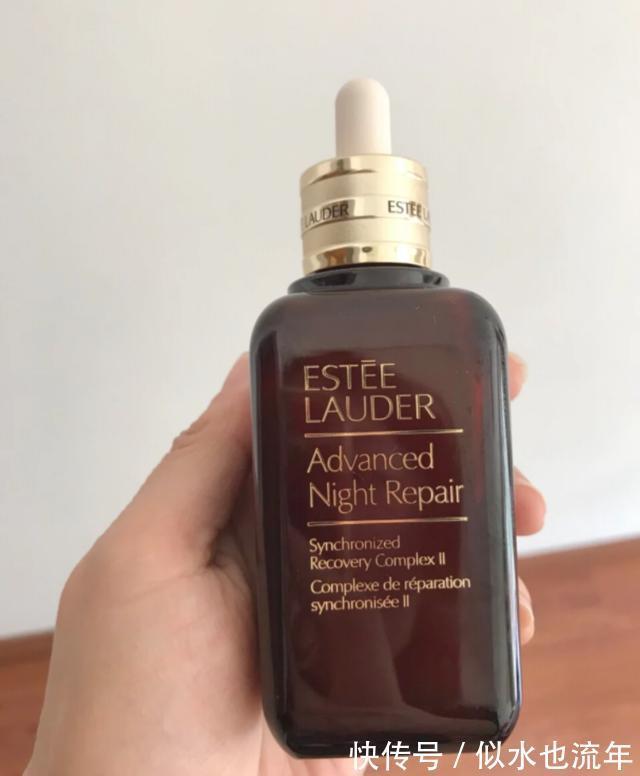 LAUDER ESTĒE LA
ESTĒE
LAUDER
Advanced
Night Repair
Synchronized
Recovery Complex II
Complexe de réparation
synchronisée II
快传号 / 似水也流年